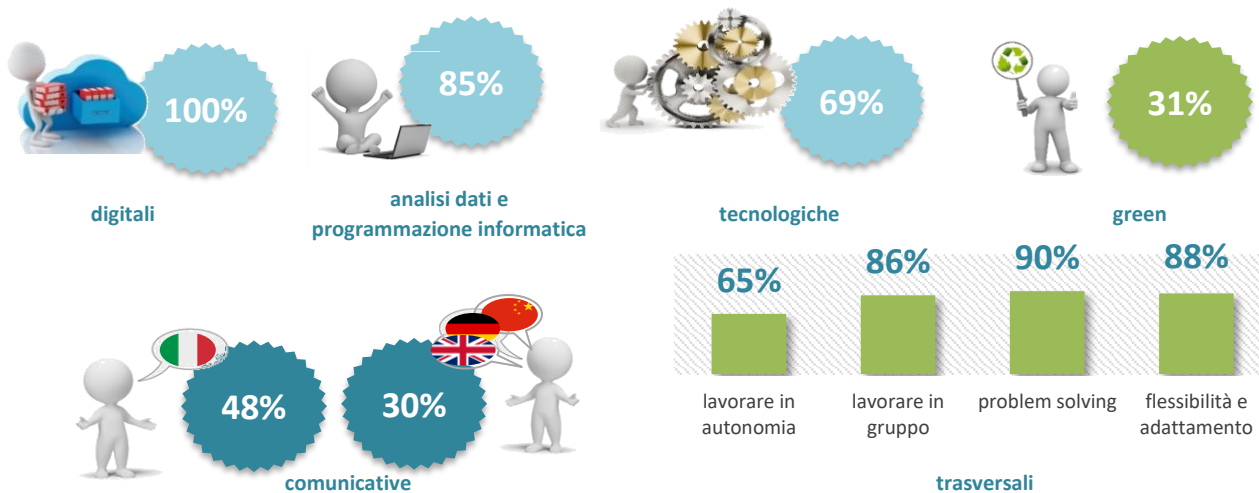 100%
85%
69%
31%
digitali
analisi dati e
programmazione informatica
tecnologiche
green
48%
30%
comunicative
65%
86%
90%
88%
lavorare in
autonomia
lavorare in
gruppo
problem solving
flessibilità e
adattamento
trasversali